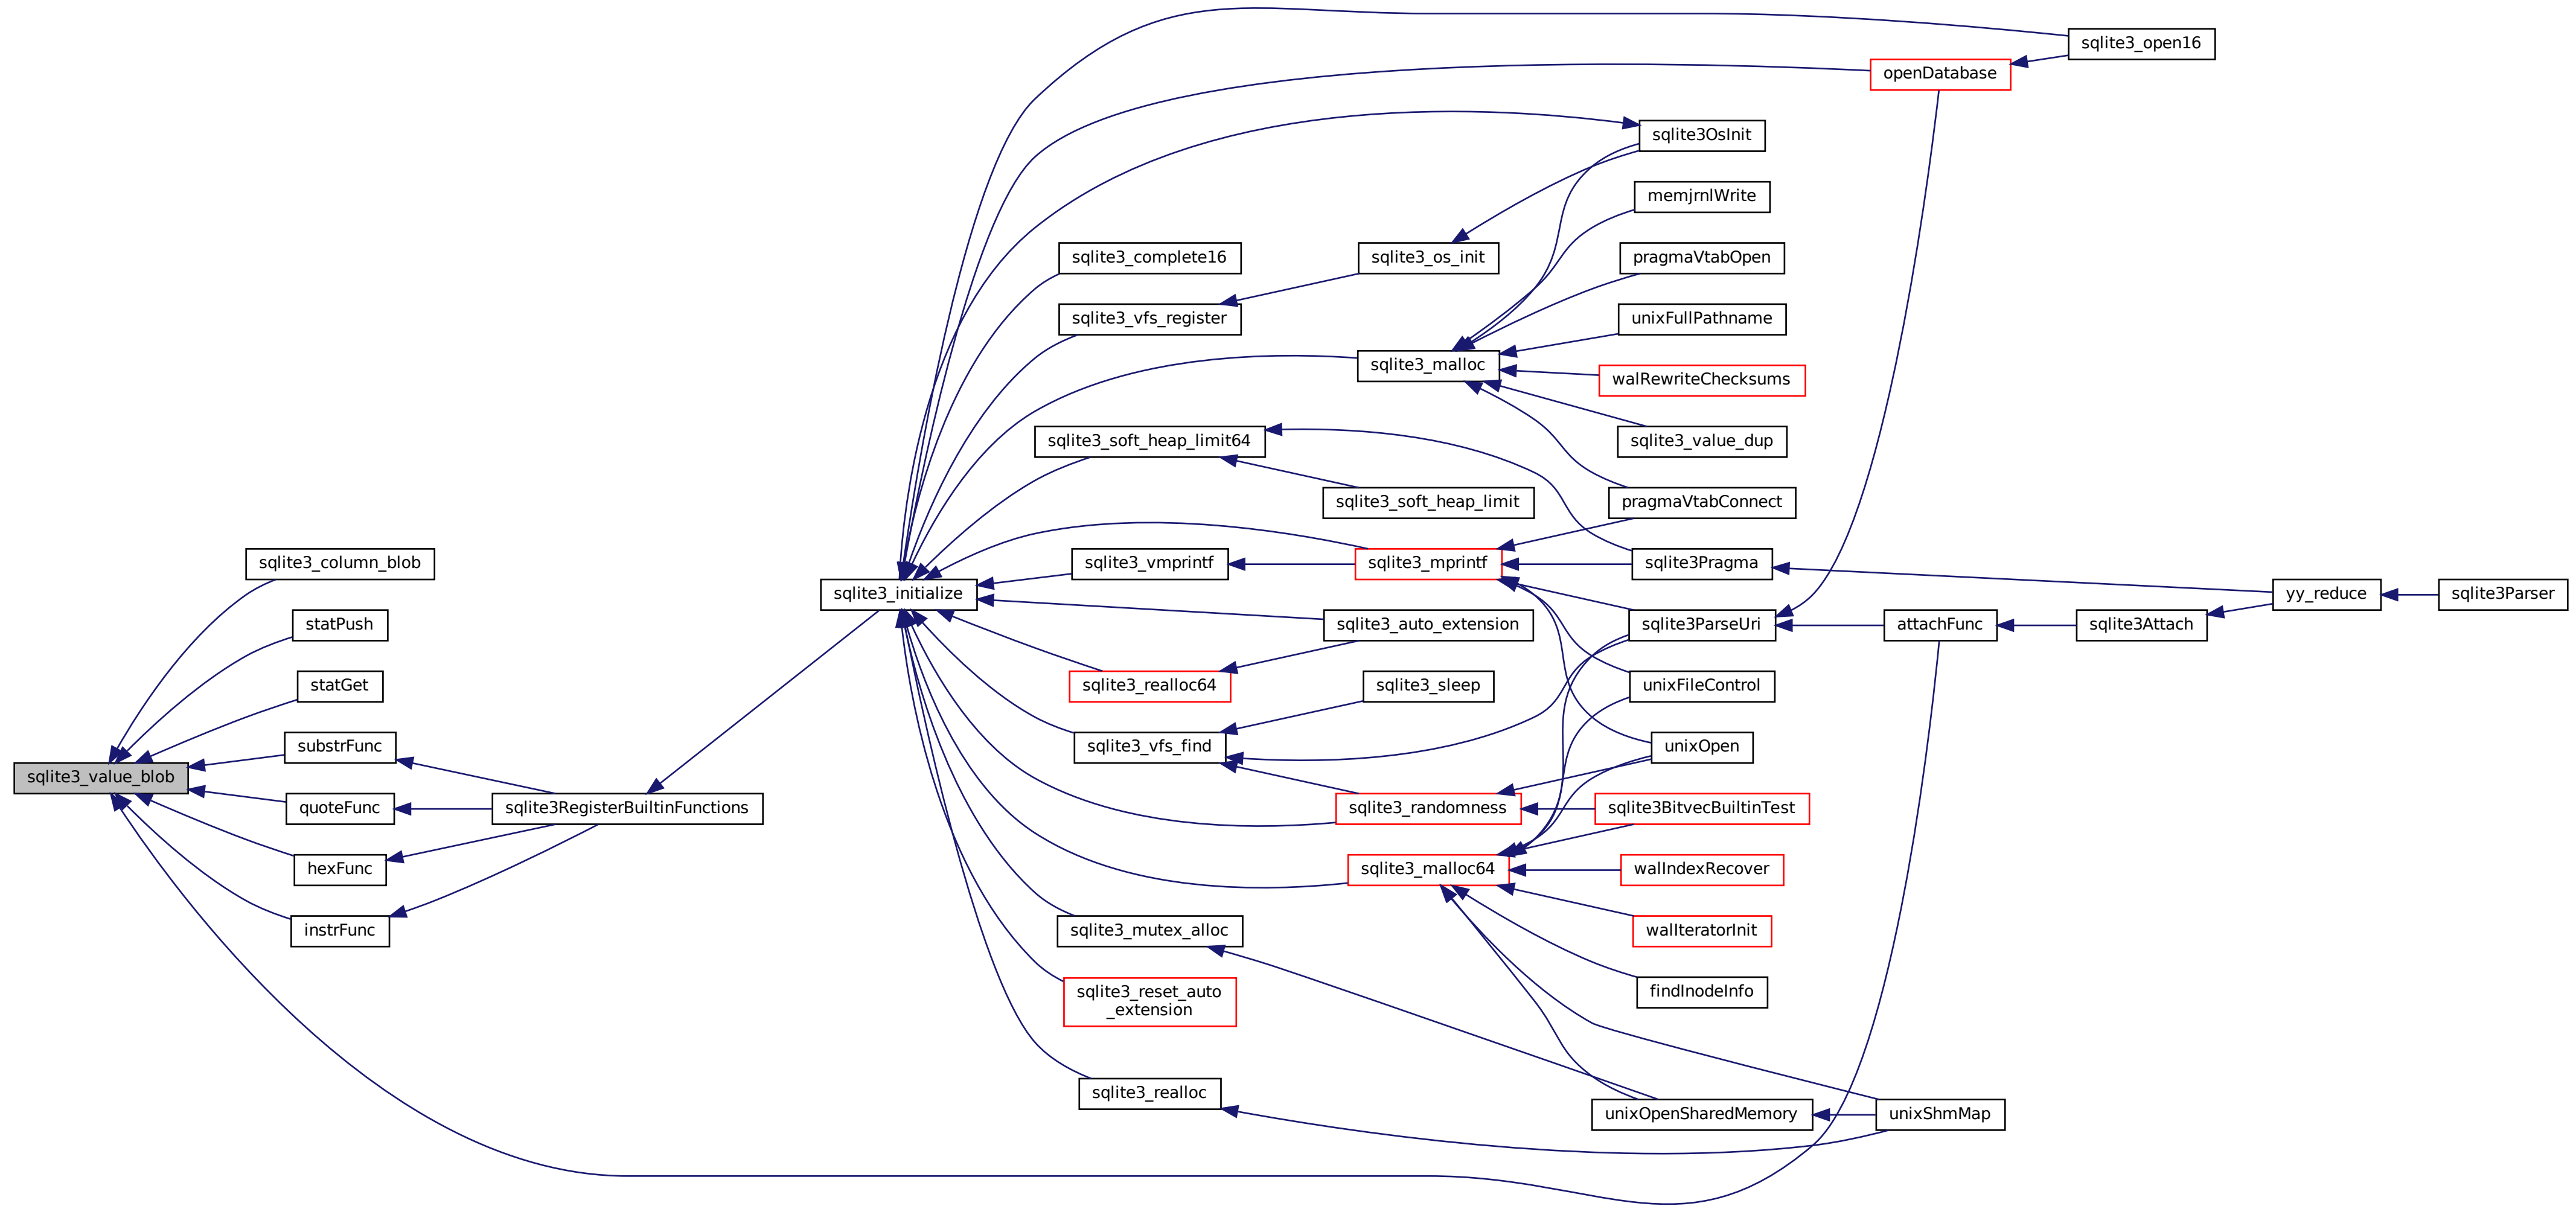 sqlite3_value_blob
sqlite3_column_blob
statPush
statGet
substrFunc
quoteFunc
hexFunc
instrFunc
sqlite3RegisterBuiltinFunctions
sqlite3_initialize
sqlite3_complete16
sqlite3_vfs_register
sqlite3_soft_heap_limit64
sqlite3_vmprintf
sqlite3_realloc64
sqlite3_vfs_find
sqlite3_mutex_alloc
sqlite3_reset_auto
_extension
sqlite3_realloc
sqlite3_os_init
sqlite3_malloc
sqlite3_soft_heap_limit
sqlite3_mprintf
sqlite3_auto_extension
sqlite3_sleep
sqlite3_randomness
sqlite3_malloc64
sqlite3OsInit
memjrnlWrite
pragmaVtabOpen
unixFullPathname
walRewriteChecksums
sqlite3_value_dup
pragmaVtabConnect
sqlite3Pragma
sqlite3ParseUri
unixFileControl
unixOpen
sqlite3BitvecBuiltinTest
walIndexRecover
walIteratorInit
findInodeInfo
unixOpenSharedMemory
openDatabase
attachFunc
unixShmMap
sqlite3_open16
sqlite3Attach
yy_reduce
sqlite3Parser